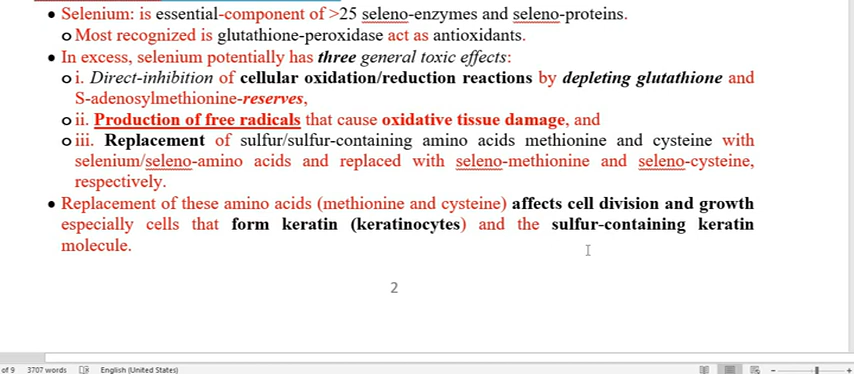 • Selenium: is essential-component of >25 seleno-enzymes and seleno-proteins.
o Most recognized is glutathione-peroxidase act as antioxidants.
• In excess, selenium potentially has three general toxic effects:
o i. Direct-inhibition of cellular oxidation/reduction reactions by depleting glutathione and
S-adenosylmethionine-reserves,
o ii. Production of free radicals that cause oxidative tissue damage, and
o iii. Replacement of sulfur/sulfur-containing amino acids methionine and cysteine with
selenium/seleno-amino acids and replaced with seleno-methionine and seleno-cysteine,
respectively.
• Replacement of these amino acids (methionine and cysteine) affects cell division and growth
especially cells that form keratin (keratinocytes) and the sulfur-containing keratin
molecule.
2
of 9 3707 words English (United States)